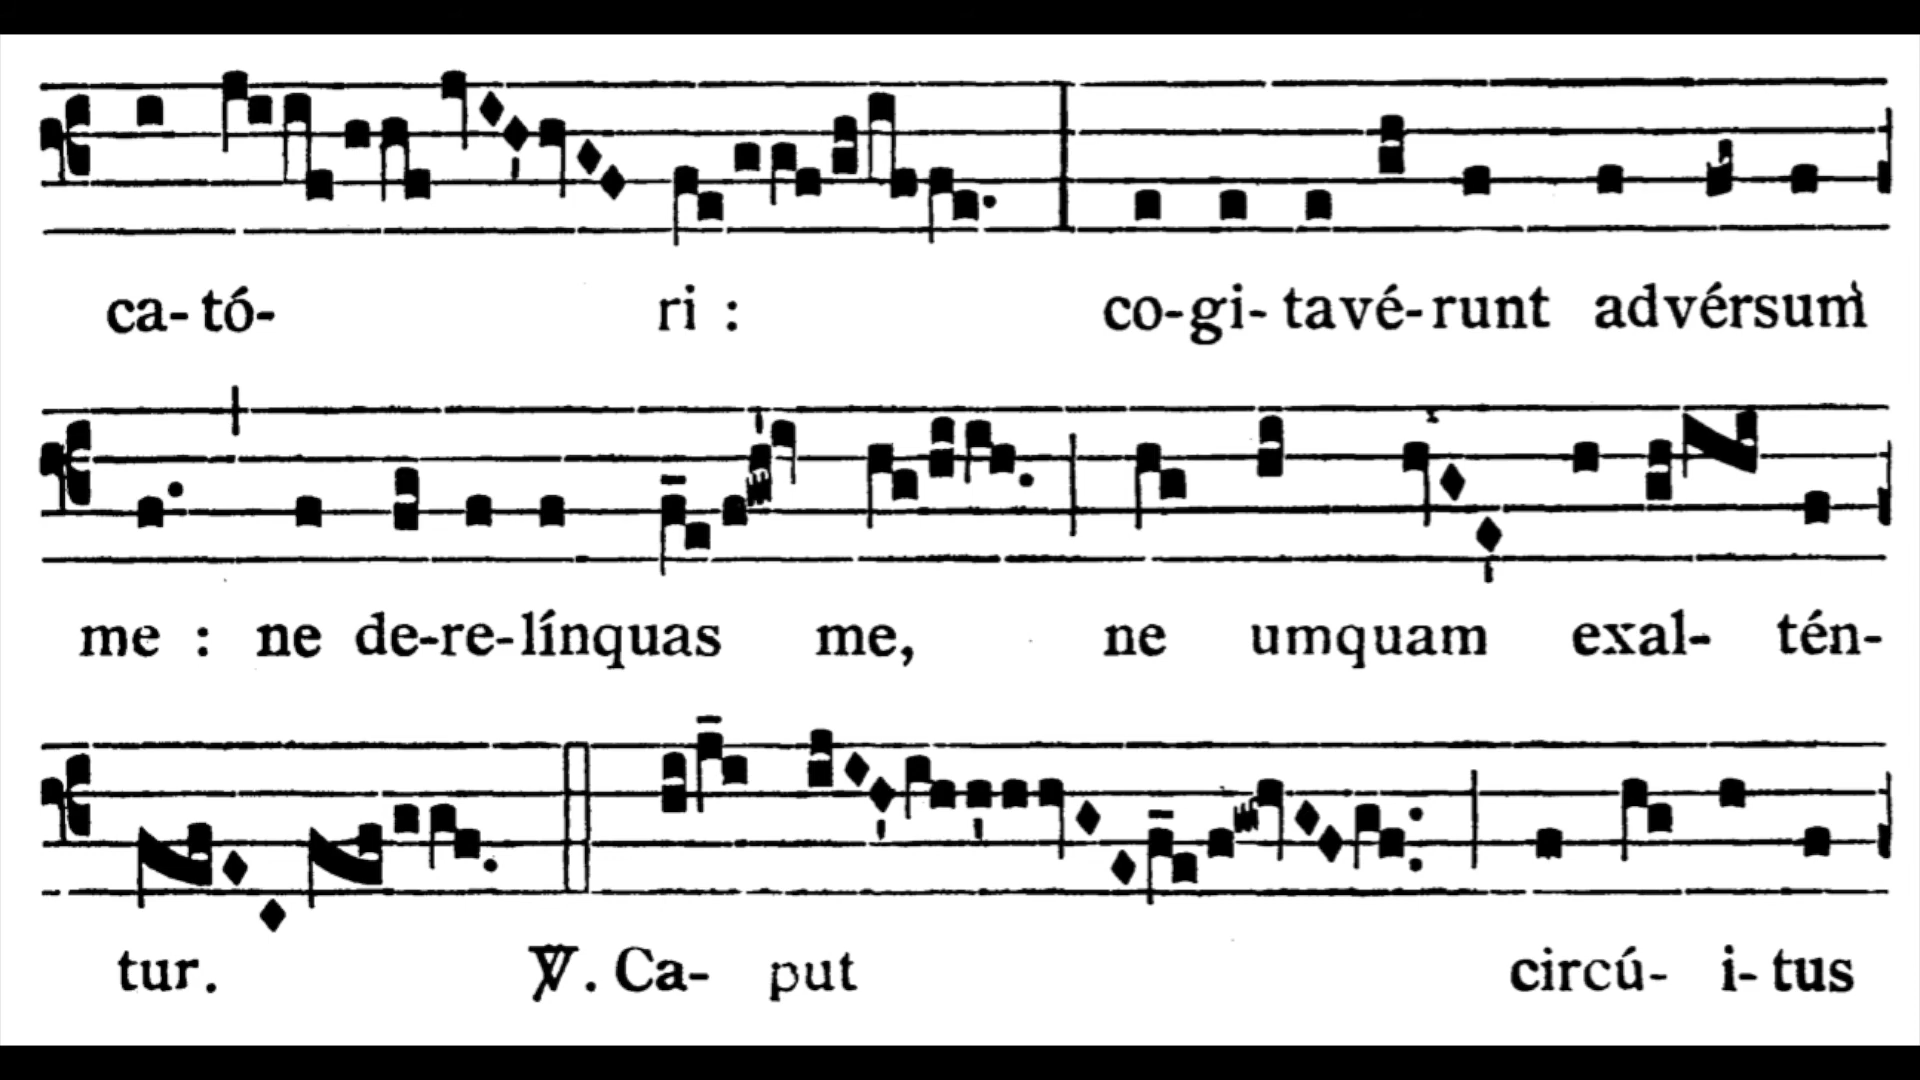 ca- tó- ri :  co-gi- tavé-runt advérsum
me : ne de-re-línquas me, ne umquam exal- tén-
tur. ℣. Ca- put circú- i- tus